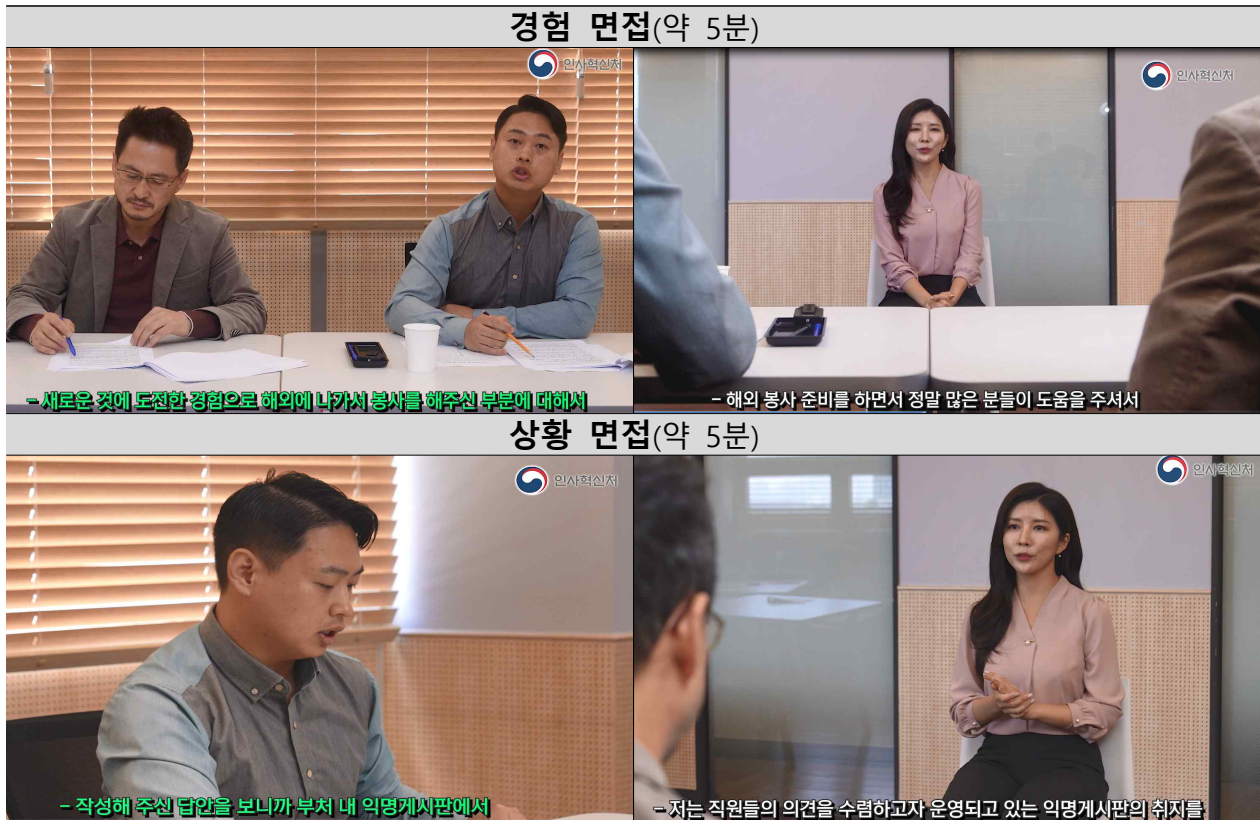 경험 면접(약 5분)
인사혁신처
인사혁신처
- 새로운 것에 도전한 경험으로 해외에 나가서 봉사를 해주신 부분에 대해서
- 해외 봉사 준비를 하면서 정말 많은 분들이 도움을 주셔서
상황 면접(약 5분)
인사혁신처
인사혁신처
- 작성해 주신 답안을 보니까 부처 내 익명게시판에서
- 저는 직원들의 의견을 수렴하고자 운영되고 있는 익명게시판의 취지를